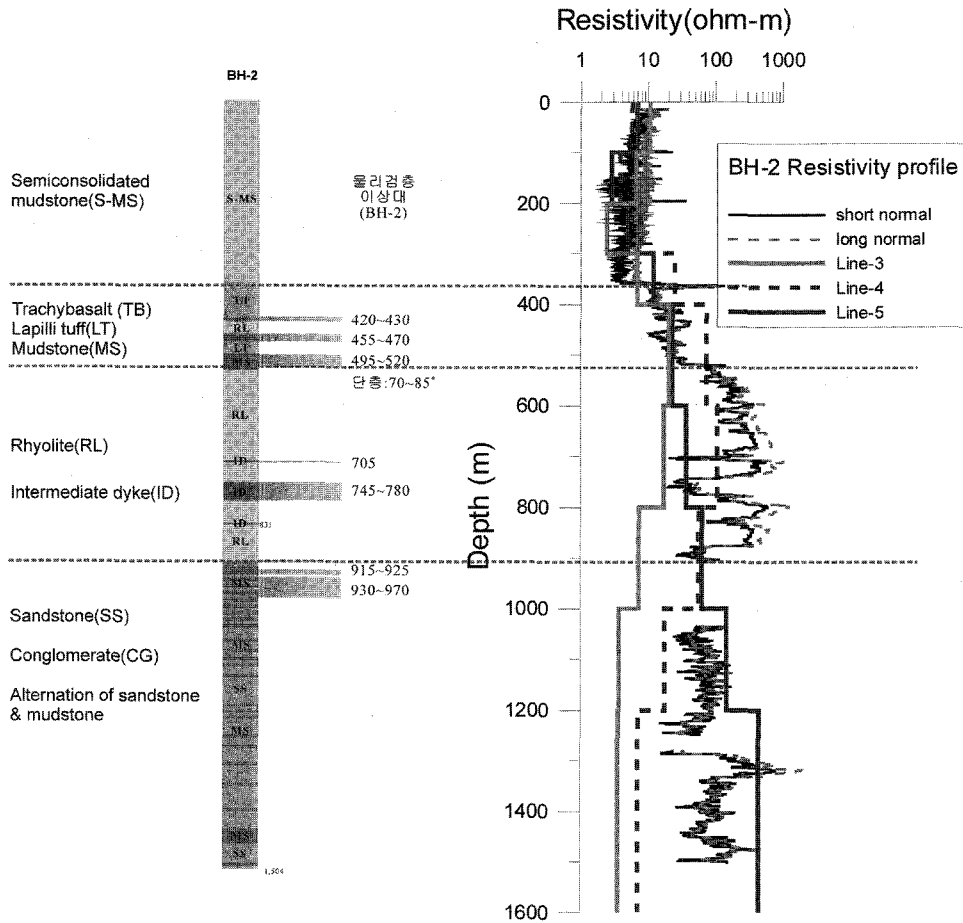 Resistivity(ohm-m)
1
10
100
1000
BH-2
Semiconsolidated
mudstone(S-MS)
S-MS
물리검층
이상대
(BH-2)
Trachybasalt (TB)
Lapilli tuff(LT)
Mudstone(MS)
RL
LT
420~430
455~470
495~520
단층:70~85°
RL
Rhyolite(RL)
ID
705
Intermediate dyke(ID)
ID
745~780
ID
831
RL
915~925
MS
930~970
Sandstone(SS)
MS
Conglomerate(CG)
SS
Alternation of sandstone
& mudstone
MS
MS
SS
1,504
Depth (m)
0
200
400
600
800
1000
1200
1400
1600
BH-2 Resistivity profile
short normal
long normal
Line-3
Line-4
Line-5